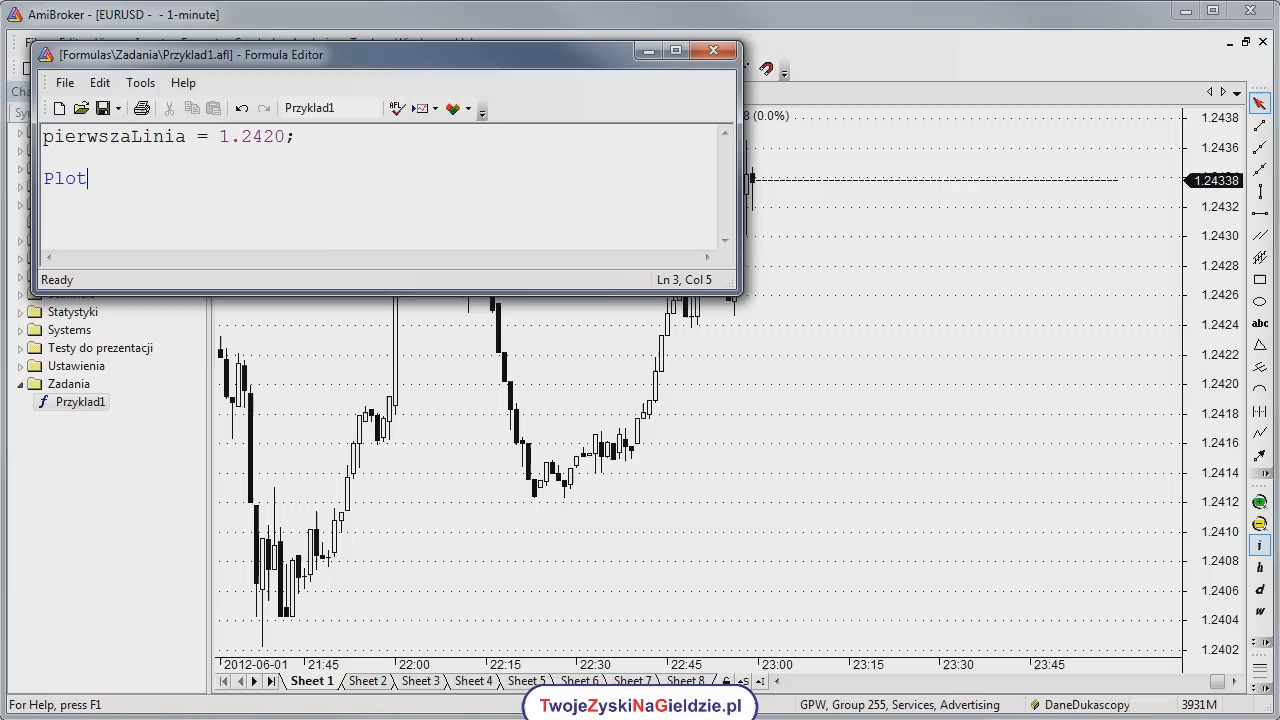 AmiBroker - [EURUSD - - 1-minute]
[Formulas\Zadania\Przyklad1.afl] - Formula Editor
File Edit Tools Help
Przyklad1
AFL
pierwszaLinia = 1.2420;
Plot
Ready
Ln 3, Col 5
8 (0.0%)
1.2438
1.2436
1.24338
1.2432
1.2430
1.2428
1.2426
1.2424
1.2422
1.2420
1.2418
1.2416
1.2414
1.2412
1.2410
1.2408
1.2406
1.2404
1.2402
abc
i
h
d
w
Statystyki
Systems
Testy do prezentacji
Ustawienia
Zadania
Przyklad1
2012-06-01 21:45 22:00 22:15 22:30 22:45 23:00 23:15 23:30 23:45
Sheet 1 Sheet 2 Sheet 3 Sheet 4 Sheet 5 Sheet 6 Sheet 7 Sheet 8
For Help, press F1
TwojeZyskiNaGieldzie.pl
GPW, Group 255, Services, Advertising
DaneDukascopy
3931M